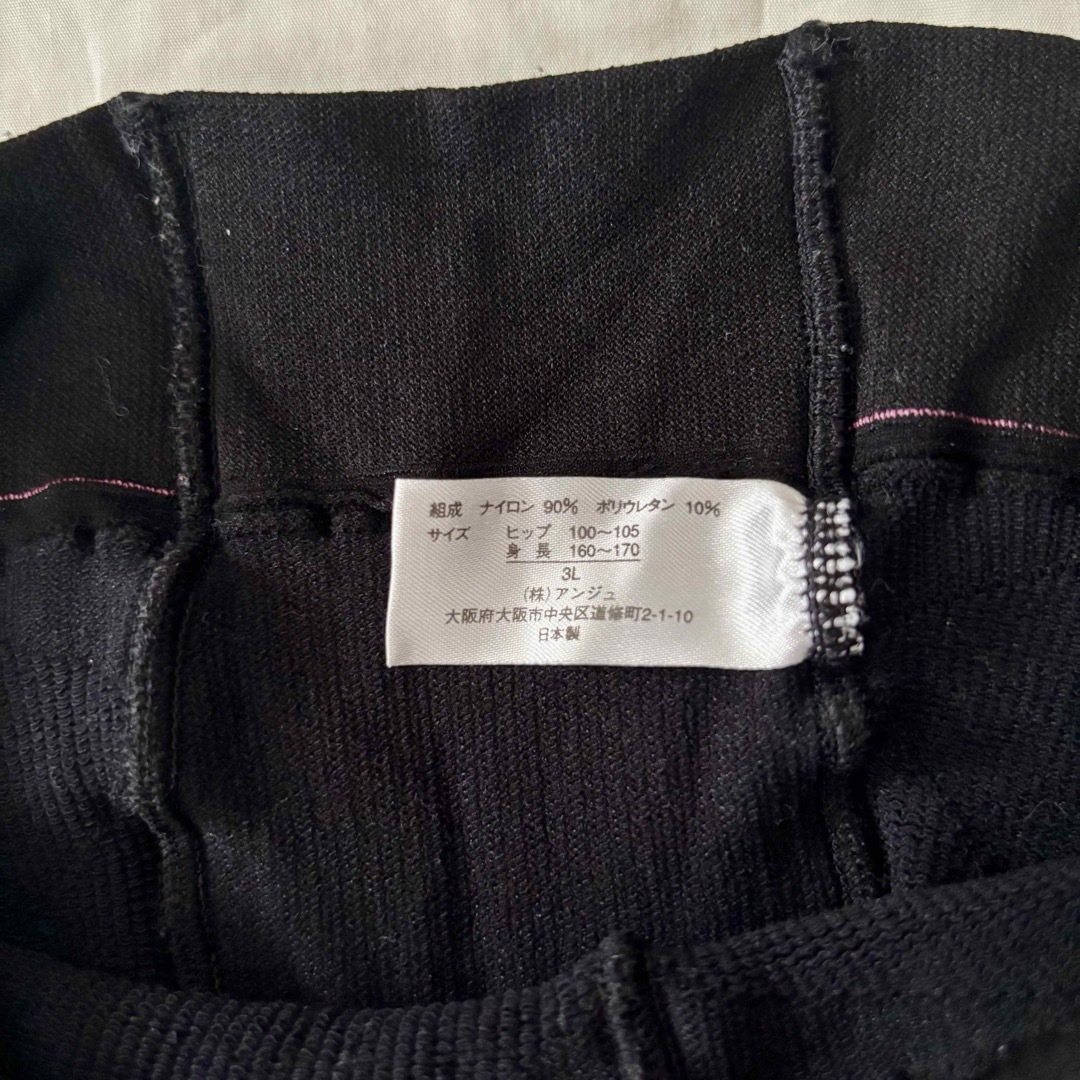 組成 ナイロン 90% ポリウレタン 10%
サイズ ヒップ 100〜105
身長 160〜170
3L
(株)アンジュ
大阪府大阪市中央区道修町2-1-10
日本製